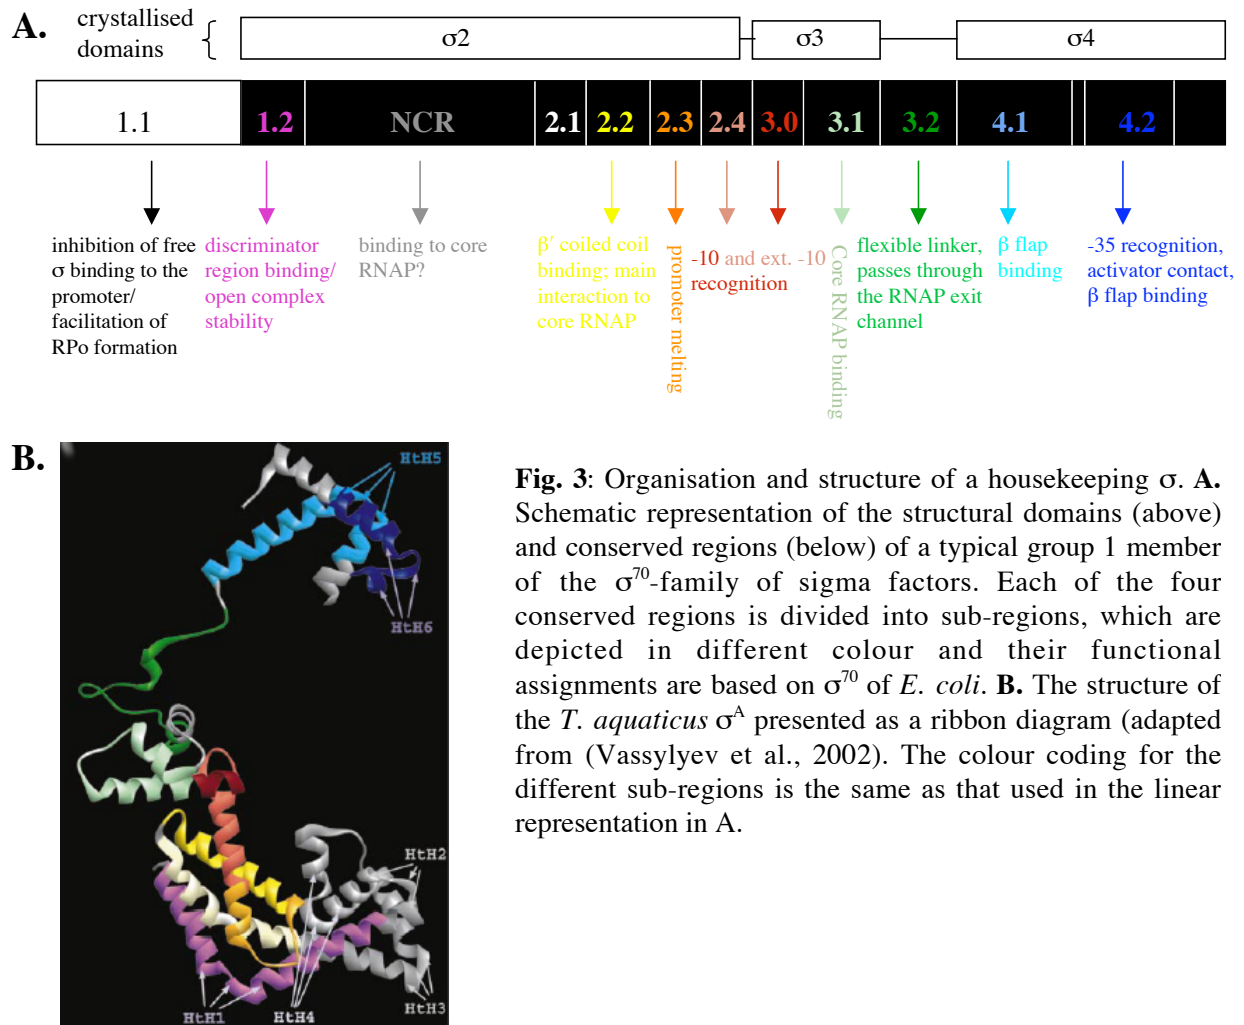 A.
crystallised
domains
σ2
σ3
σ4
1.1
1.2
NCR
2.1
2.2
2.3
2.4
3.0
3.1
3.2
4.1
4.2
inhibition of free
σ binding to the
promoter/
facilitation of
RPo formation
discriminator
region binding/
open complex
stability
binding to core
RNAP?
β′ coiled coil
binding; main
interaction to
core RNAP
promoter melting
-10 and ext. -10
recognition
Core RNAP binding
flexible linker,
passes through
the RNAP exit
channel
β flap
binding
-35 recognition,
activator contact,
β flap binding
B.
HtH5
HtH6
HtH2
HtH3
HtH1
HtH4
Fig. 3: Organisation and structure of a housekeeping σ. A.
Schematic representation of the structural domains (above)
and conserved regions (below) of a typical group 1 member
of the σ⁷⁰-family of sigma factors. Each of the four
conserved regions is divided into sub-regions, which are
depicted in different colour and their functional
assignments are based on σ⁷⁰ of E. coli. B. The structure of
the T. aquaticus σᴬ presented as a ribbon diagram (adapted
from (Vassylyev et al., 2002). The colour coding for the
different sub-regions is the same as that used in the linear
representation in A.